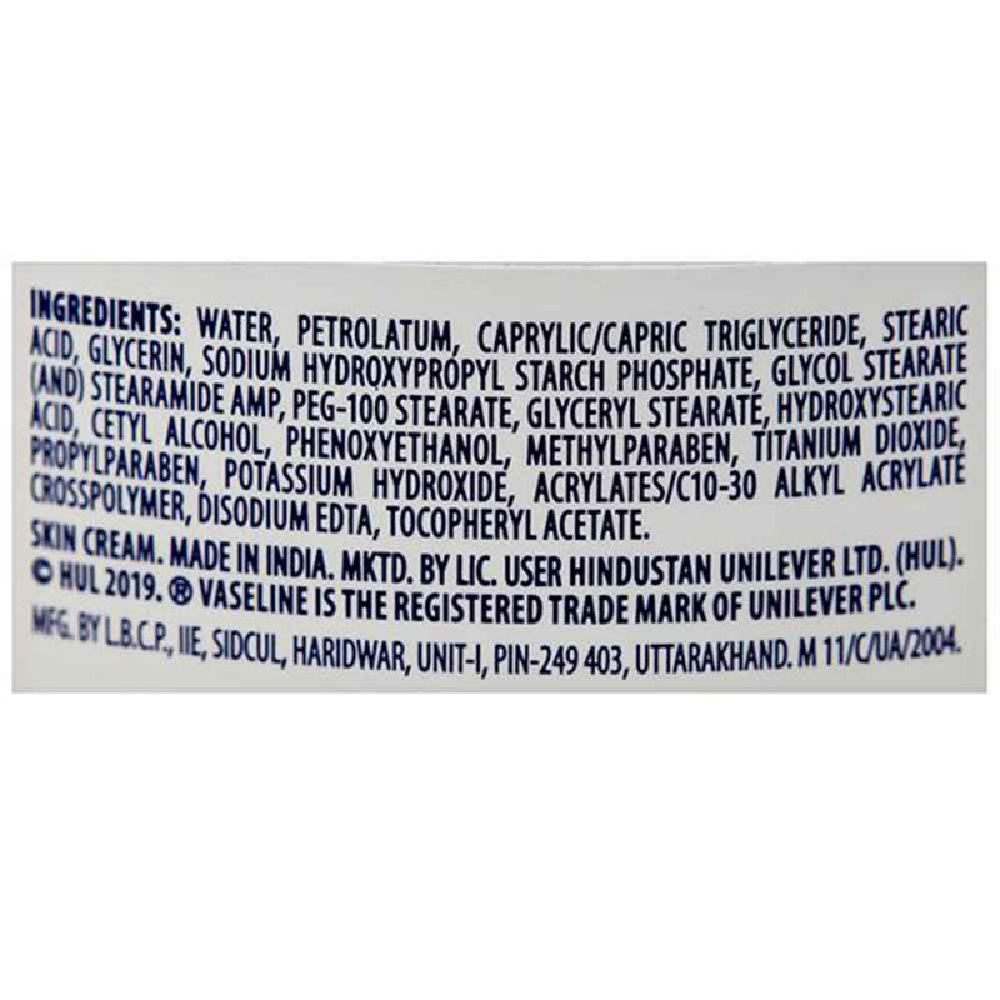 INGREDIENTS: WATER, PETROLATUM, CAPRYLIC/CAPRIC TRIGLYCERIDE, STEARIC
ACID, GLYCERIN, SODIUM HYDROXYPROPYL STARCH PHOSPHATE, GLYCOL STEARATE
(AND) STEARAMIDE AMP, PEG-100 STEARATE, GLYCERYL STEARATE, HYDROXYSTEARIC
ACID, CETYL ALCOHOL, PHENOXYETHANOL, METHYLPARABEN, TITANIUM DIOXIDE,
PROPYLPARABEN, POTASSIUM HYDROXIDE, ACRYLATES/C10-30 ALKYL ACRYLATE
CROSSPOLYMER, DISODIUM EDTA, TOCOPHERYL ACETATE.
SKIN CREAM. MADE IN INDIA. MKTD. BY LIC. USER HINDUSTAN UNILEVER LTD. (HUL).
© HUL 2019. ® VASELINE IS THE REGISTERED TRADE MARK OF UNILEVER PLC.
MFG. BY L.B.C.P., IIE, SIDCUL, HARIDWAR, UNIT-I, PIN-249 403, UTTARAKHAND. M 11/C/UA/2004.